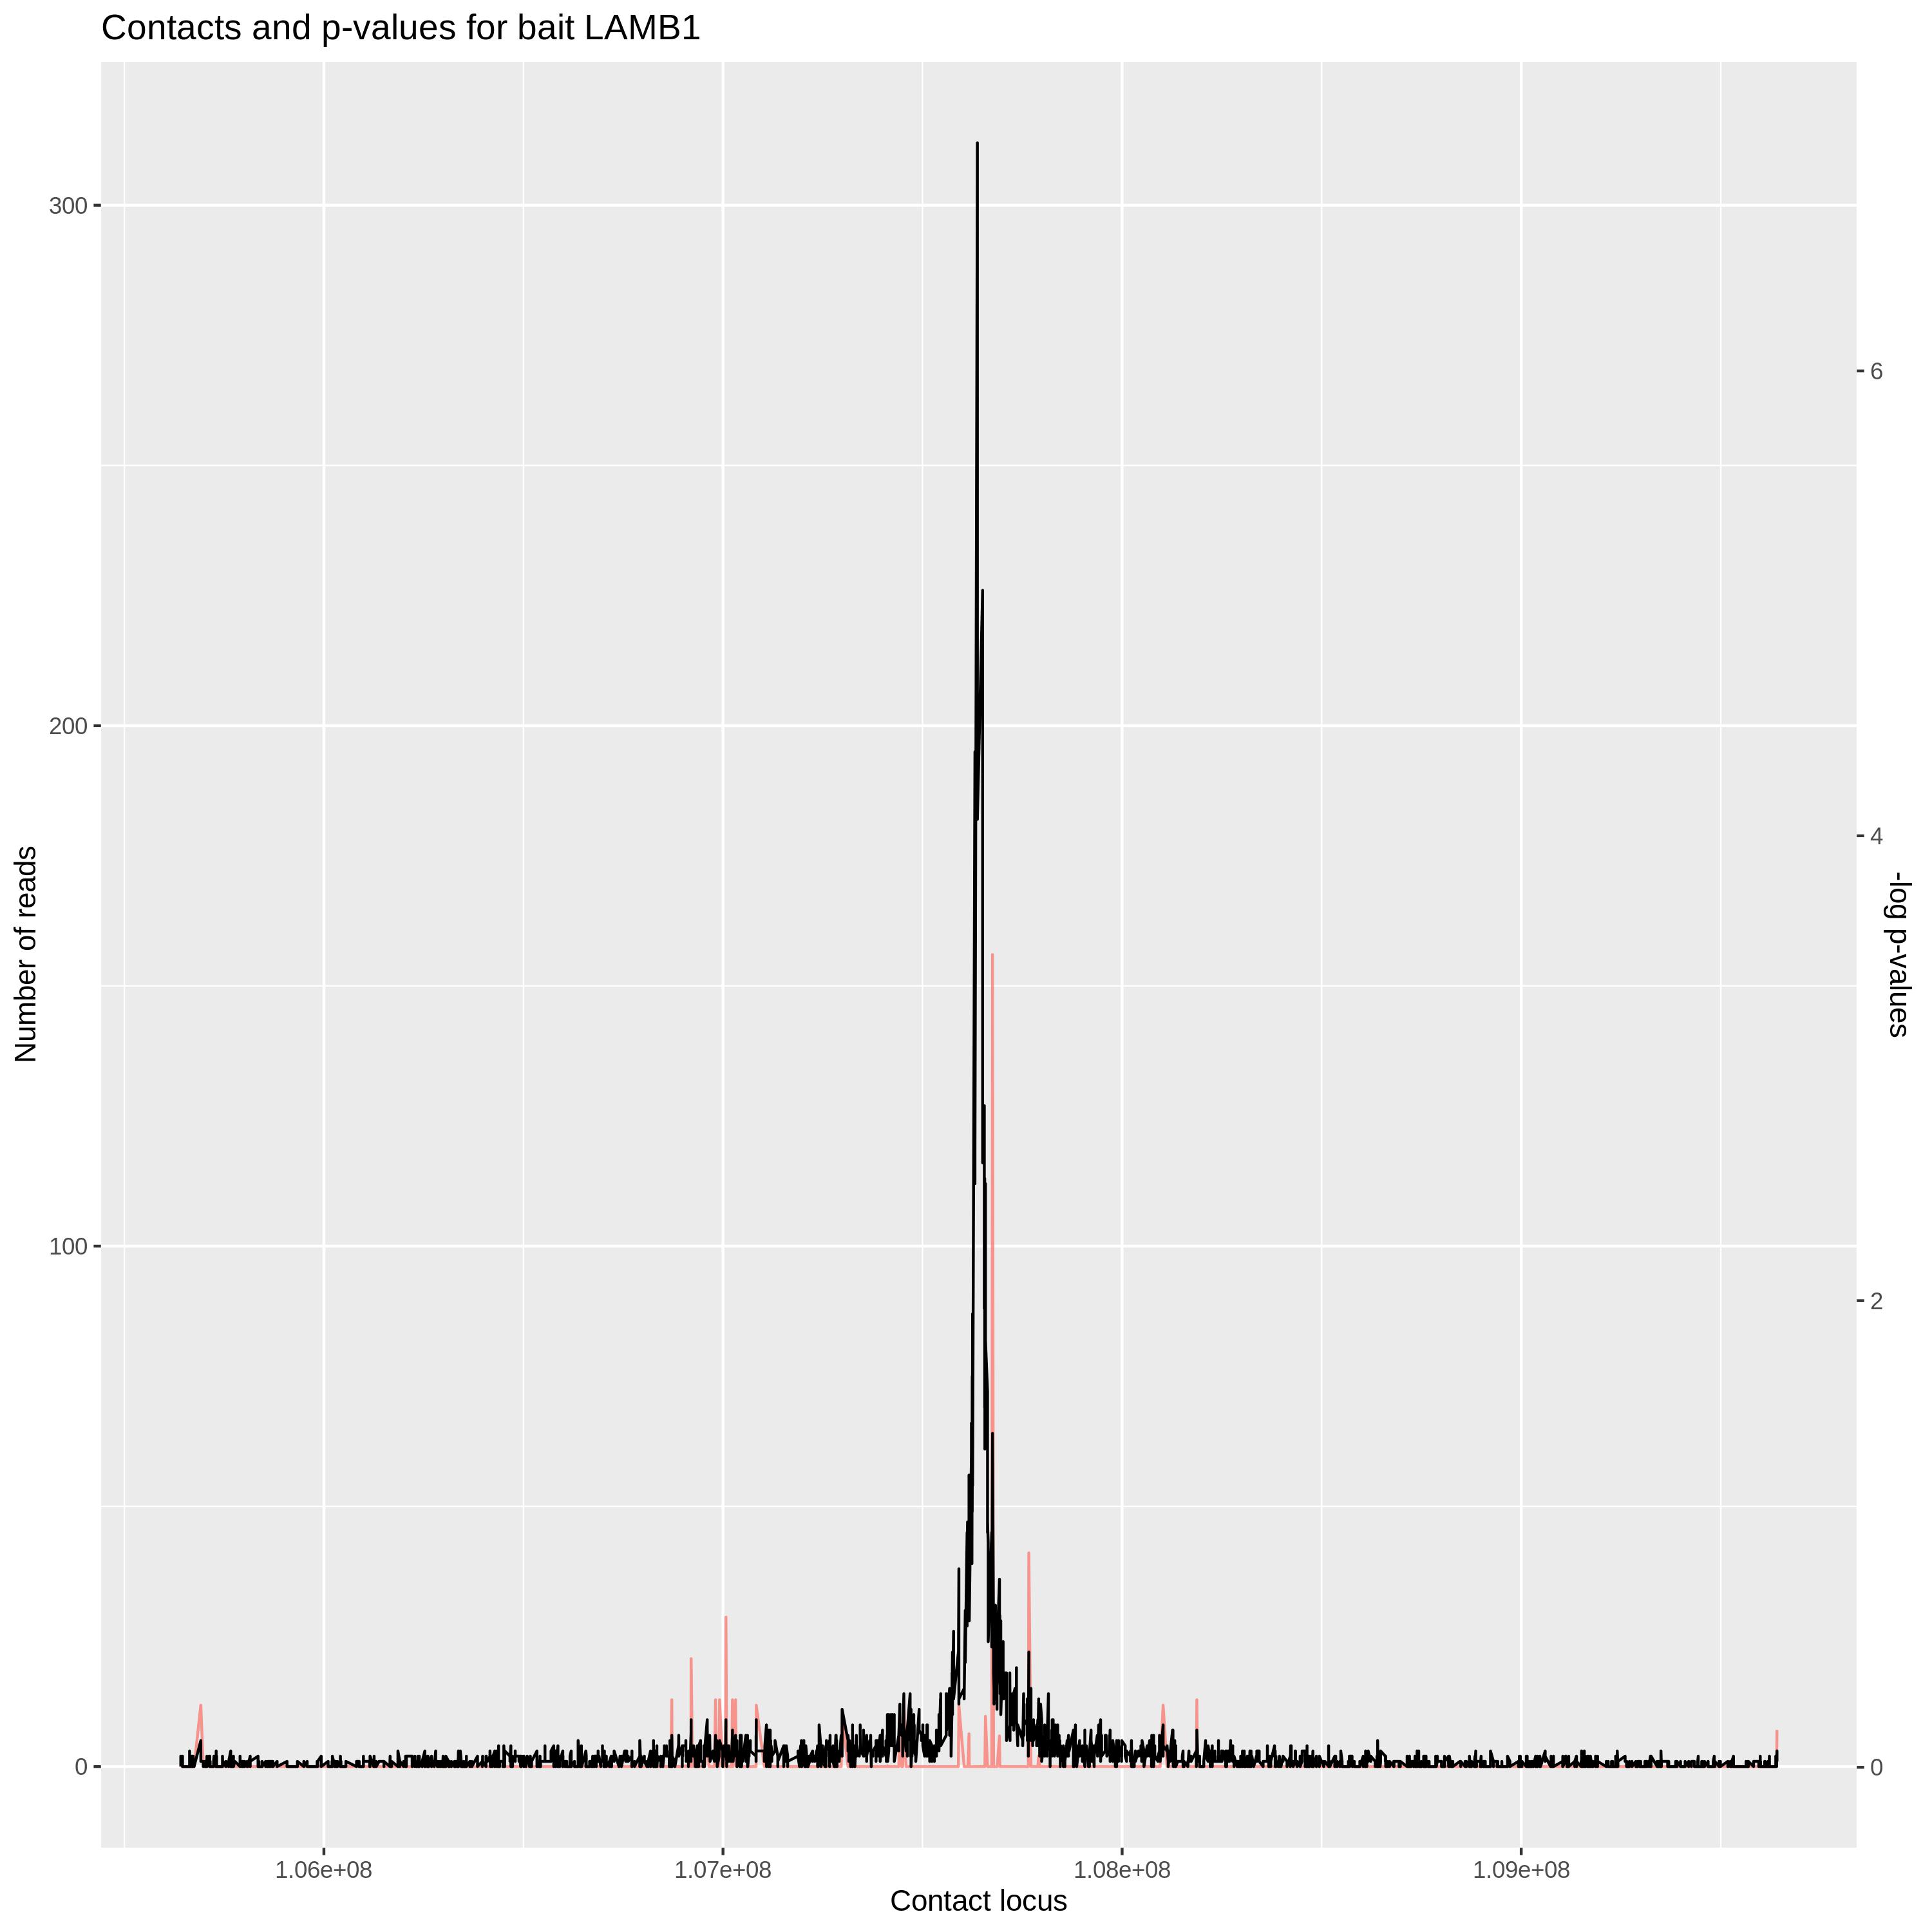 Contacts and p-values for bait LAMB1
300
200
100
0
Number of reads
6
4
2
0
-log p-values
1.06e+08
1.07e+08
1.08e+08
1.09e+08
Contact locus